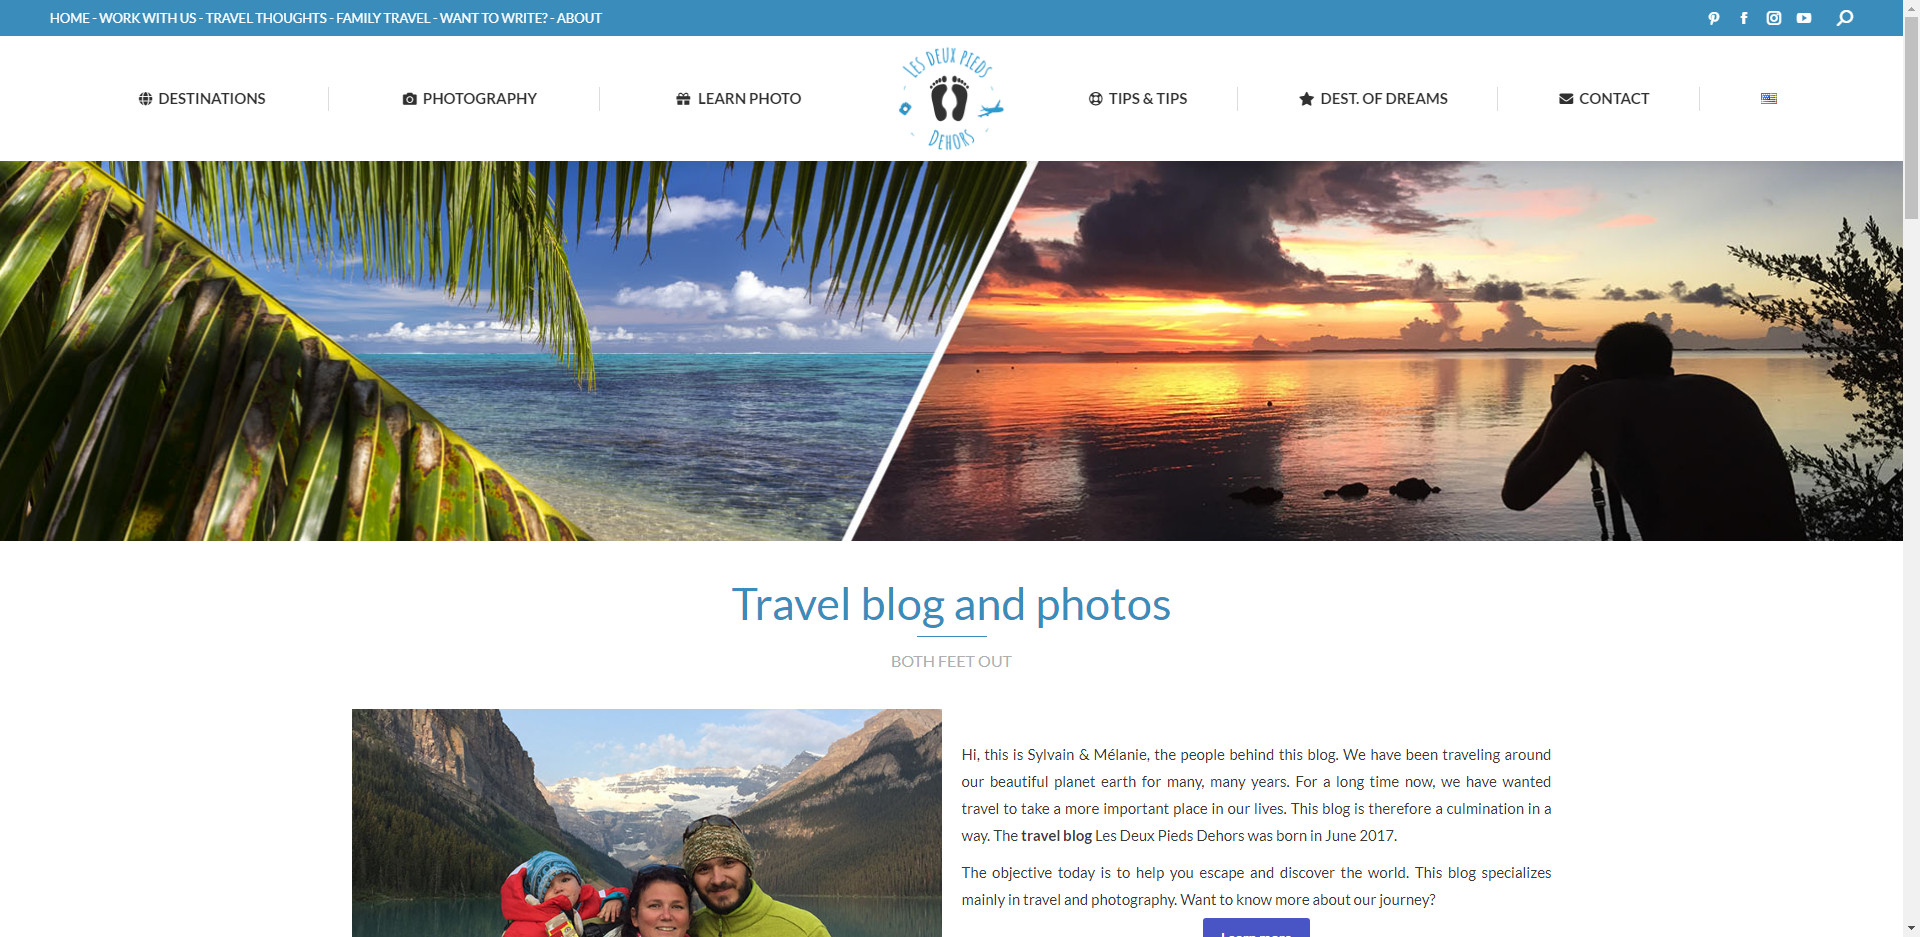 HOME - WORK WITH US - TRAVEL THOUGHTS - FAMILY TRAVEL - WANT TO WRITE? - ABOUT
DESTINATIONS
PHOTOGRAPHY
LEARN PHOTO
LES DEUX PIEDS
DEHORS
TIPS & TIPS
DEST. OF DREAMS
CONTACT
Travel blog and photos
BOTH FEET OUT
Hi, this is Sylvain & Mélanie, the people behind this blog. We have been traveling around
our beautiful planet earth for many, many years. For a long time now, we have wanted
travel to take a more important place in our lives. This blog is therefore a culmination in a
way. The travel blog Les Deux Pieds Dehors was born in June 2017.
The objective today is to help you escape and discover the world. This blog specializes
mainly in travel and photography. Want to know more about our journey?
Learn more